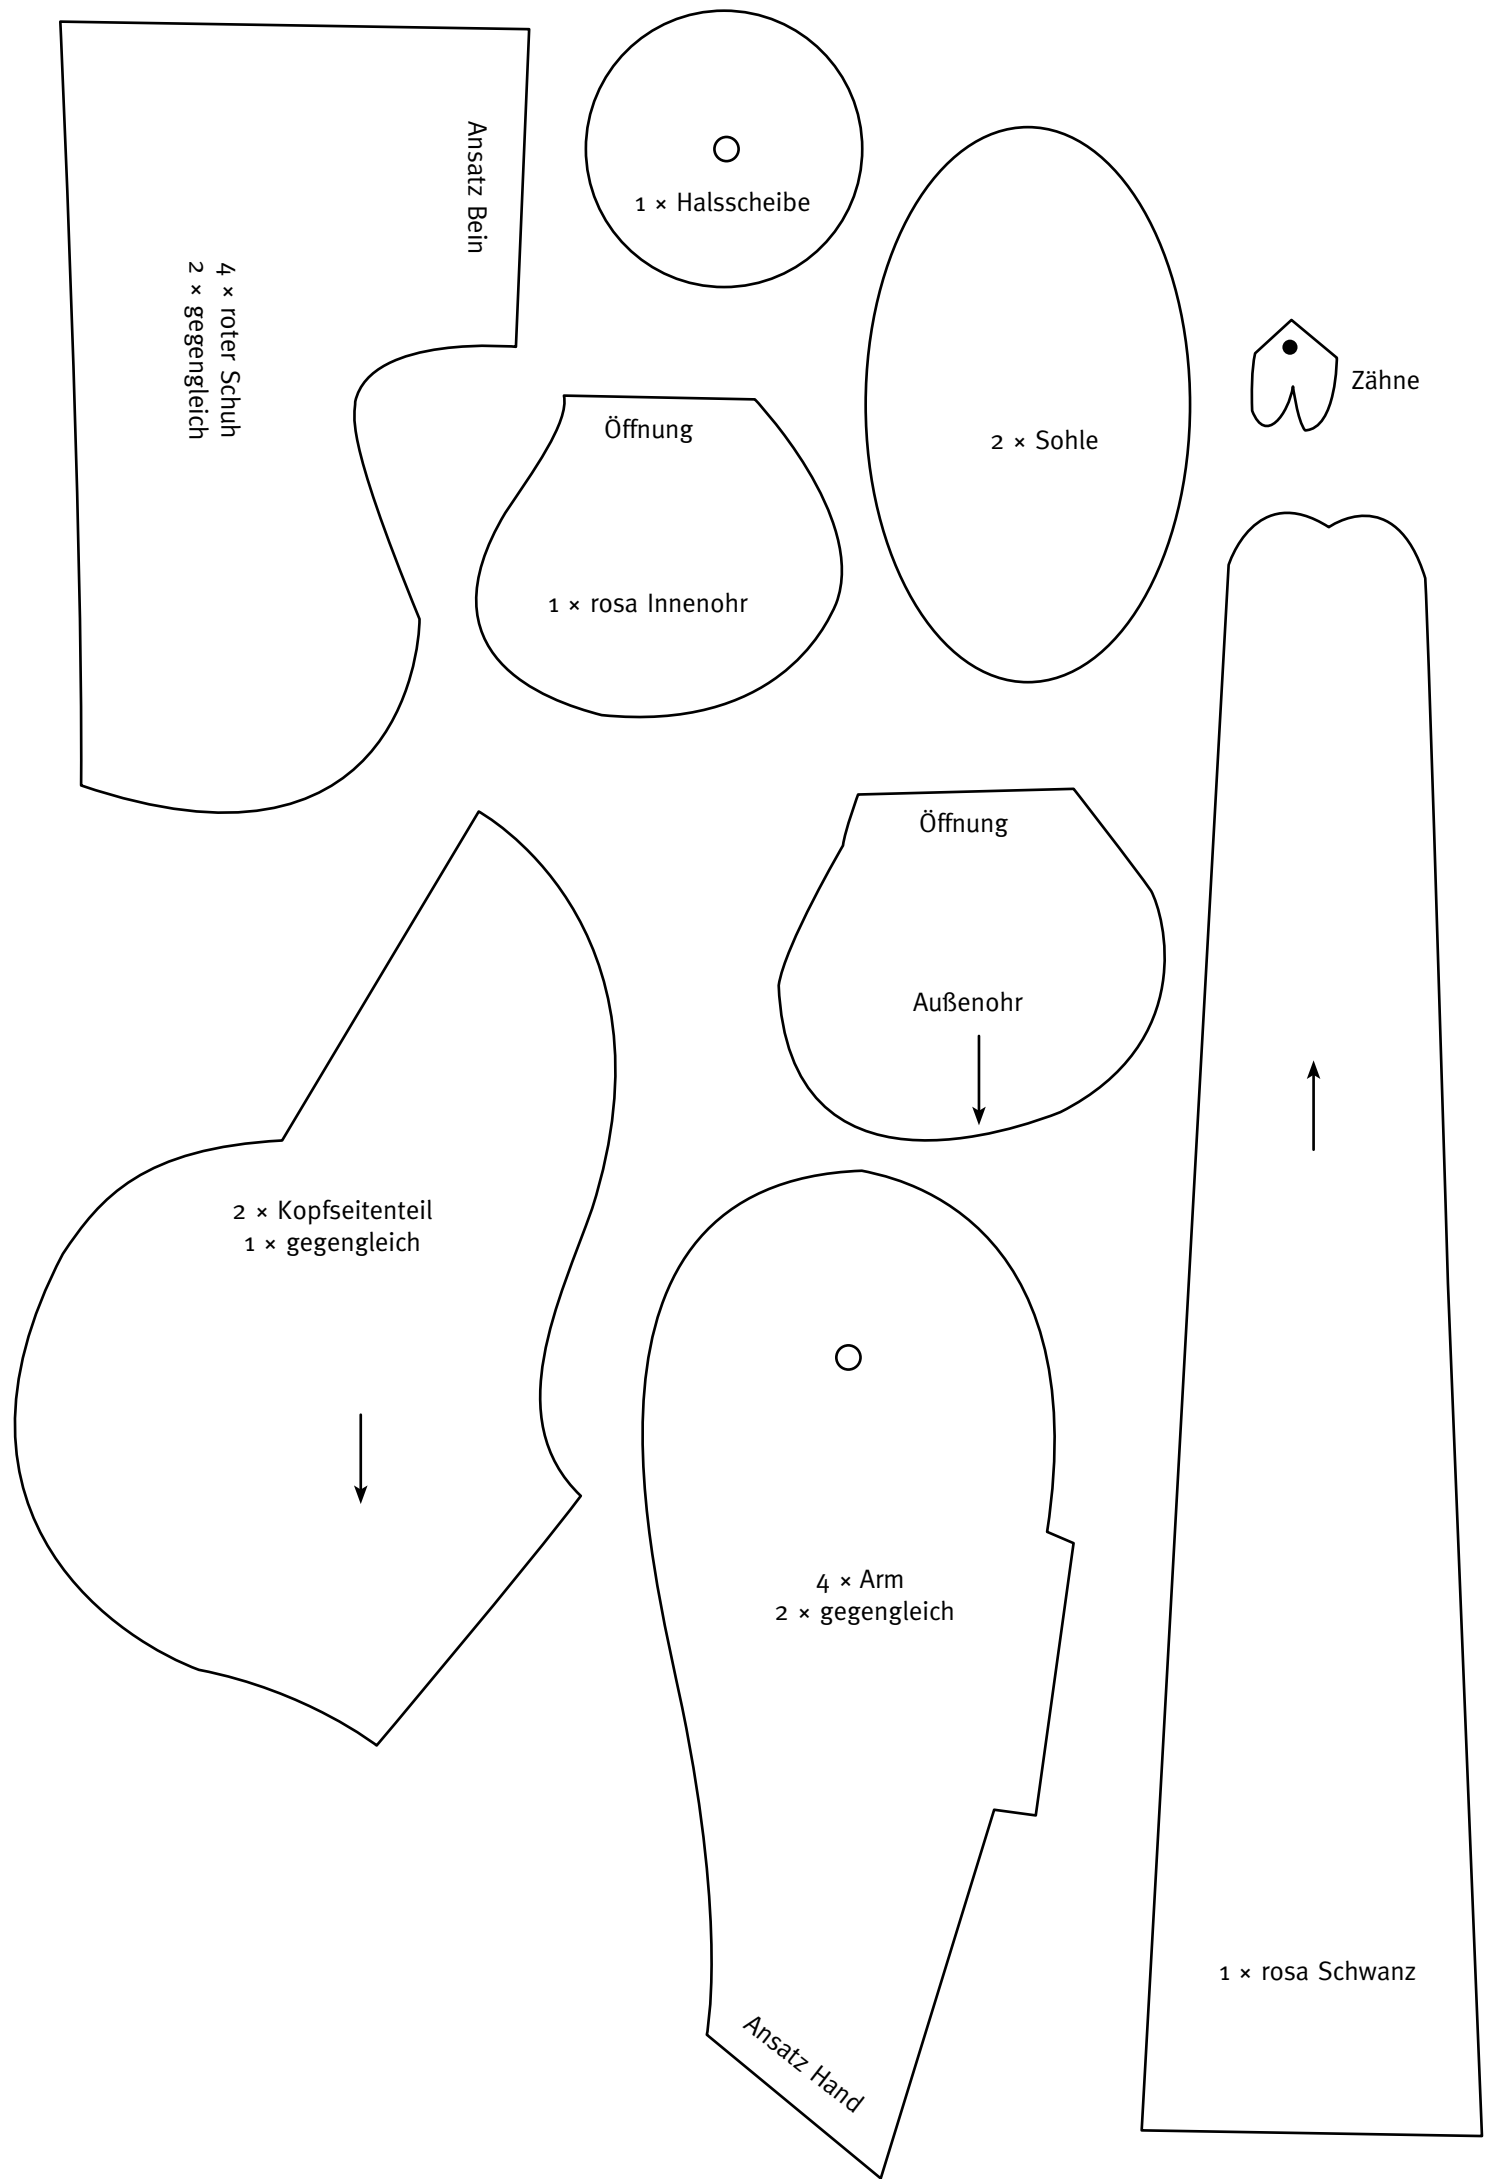 Ansatz Bein
4 × roter Schuh
2 × gegengleich
1 × Halsscheibe
2 × Sohle
Zähne
Öffnung
1 × rosa Innenohr
Öffnung
Außenohr
2 × Kopfseitenteil
1 × gegengleich
4 × Arm
2 × gegengleich
Ansatz Hand
1 × rosa Schwanz